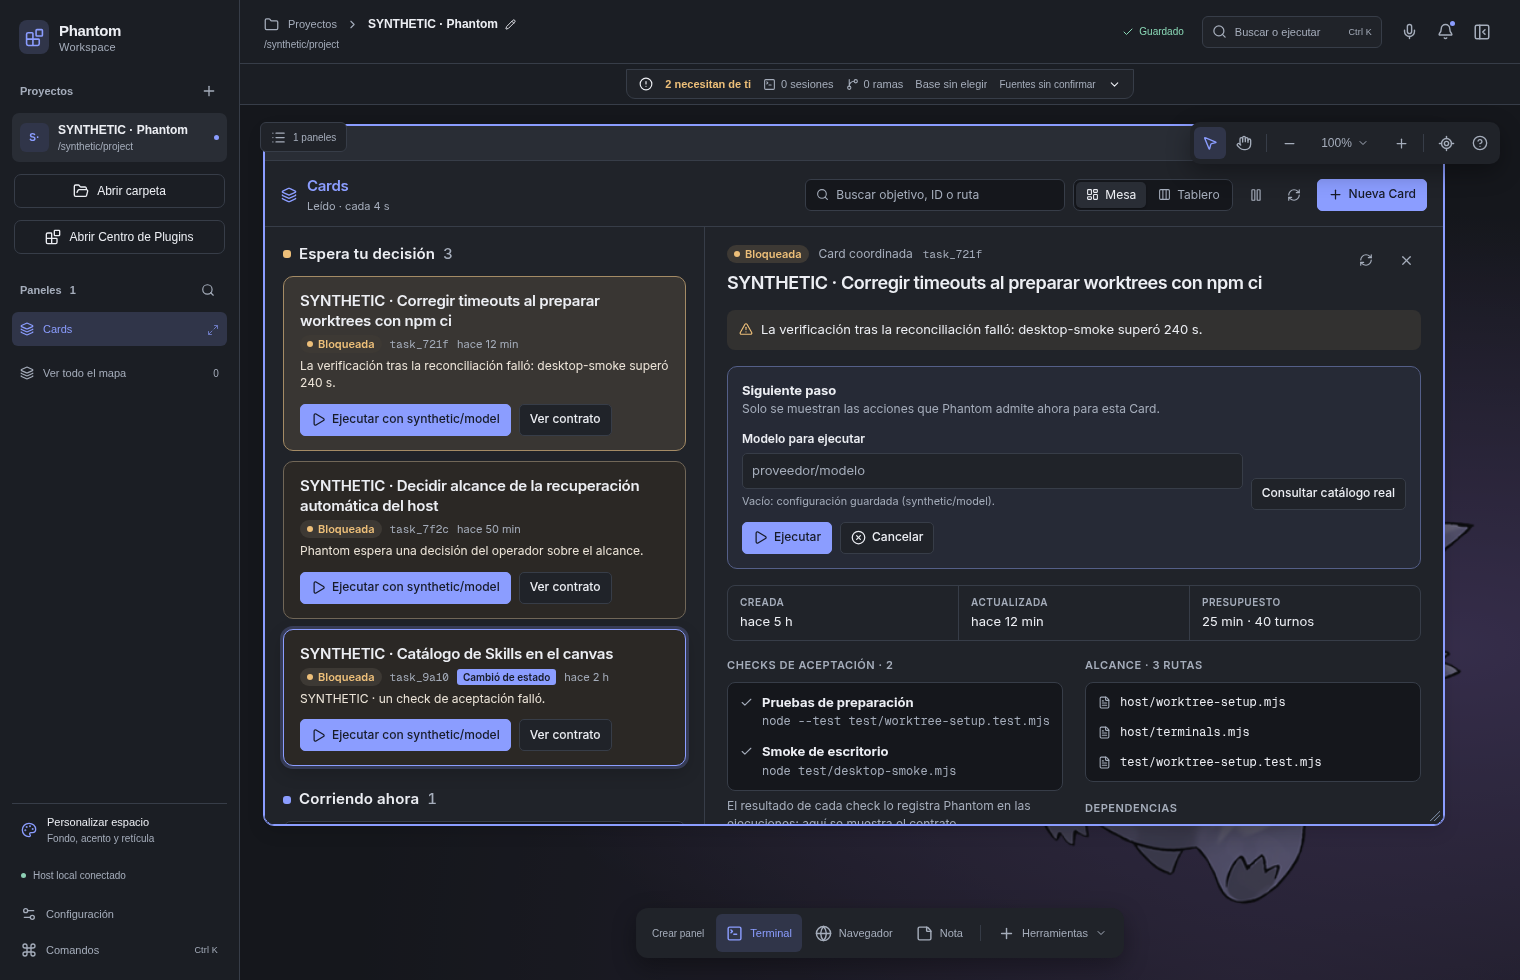 Phantom
Workspace
Proyectos
S·
SYNTHETIC · Phantom
/synthetic/project
Abrir carpeta
Abrir Centro de Plugins
Paneles 1
Cards
Ver todo el mapa 0
Personalizar espacio
Fondo, acento y retícula
Host local conectado
Configuración
Comandos Ctrl K
Proyectos SYNTHETIC · Phantom
/synthetic/project
Guardado
Buscar o ejecutar Ctrl K
2 necesitan de ti 0 sesiones 0 ramas Base sin elegir Fuentes sin confirmar
1 paneles
100%
Cards
Leído · cada 4 s
Buscar objetivo, ID o ruta
Mesa Tablero
Nueva Card
Espera tu decisión 3
SYNTHETIC · Corregir timeouts al preparar
worktrees con npm ci
Bloqueada task_721f hace 12 min
La verificación tras la reconciliación falló: desktop-smoke superó
240 s.
Ejecutar con synthetic/model Ver contrato
SYNTHETIC · Decidir alcance de la recuperación
automática del host
Bloqueada task_7f2c hace 50 min
Phantom espera una decisión del operador sobre el alcance.
Ejecutar con synthetic/model Ver contrato
SYNTHETIC · Catálogo de Skills en el canvas
Bloqueada task_9a10 Cambió de estado hace 2 h
SYNTHETIC · un check de aceptación falló.
Ejecutar con synthetic/model Ver contrato
Corriendo ahora 1
Bloqueada Card coordinada task_721f
SYNTHETIC · Corregir timeouts al preparar worktrees con npm ci
La verificación tras la reconciliación falló: desktop-smoke superó 240 s.
Siguiente paso
Solo se muestran las acciones que Phantom admite ahora para esta Card.
Modelo para ejecutar
proveedor/modelo
Vacío: configuración guardada (synthetic/model).
Consultar catálogo real
Ejecutar Cancelar
CREADA
hace 5 h
ACTUALIZADA
hace 12 min
PRESUPUESTO
25 min · 40 turnos
CHECKS DE ACEPTACIÓN · 2
Pruebas de preparación
node --test test/worktree-setup.test.mjs
Smoke de escritorio
node test/desktop-smoke.mjs
El resultado de cada check lo registra Phantom en las
ejecuciones; aquí se muestra el contrato.
ALCANCE · 3 RUTAS
host/worktree-setup.mjs
host/terminals.mjs
test/worktree-setup.test.mjs
DEPENDENCIAS
Crear panel Terminal Navegador Nota Herramientas